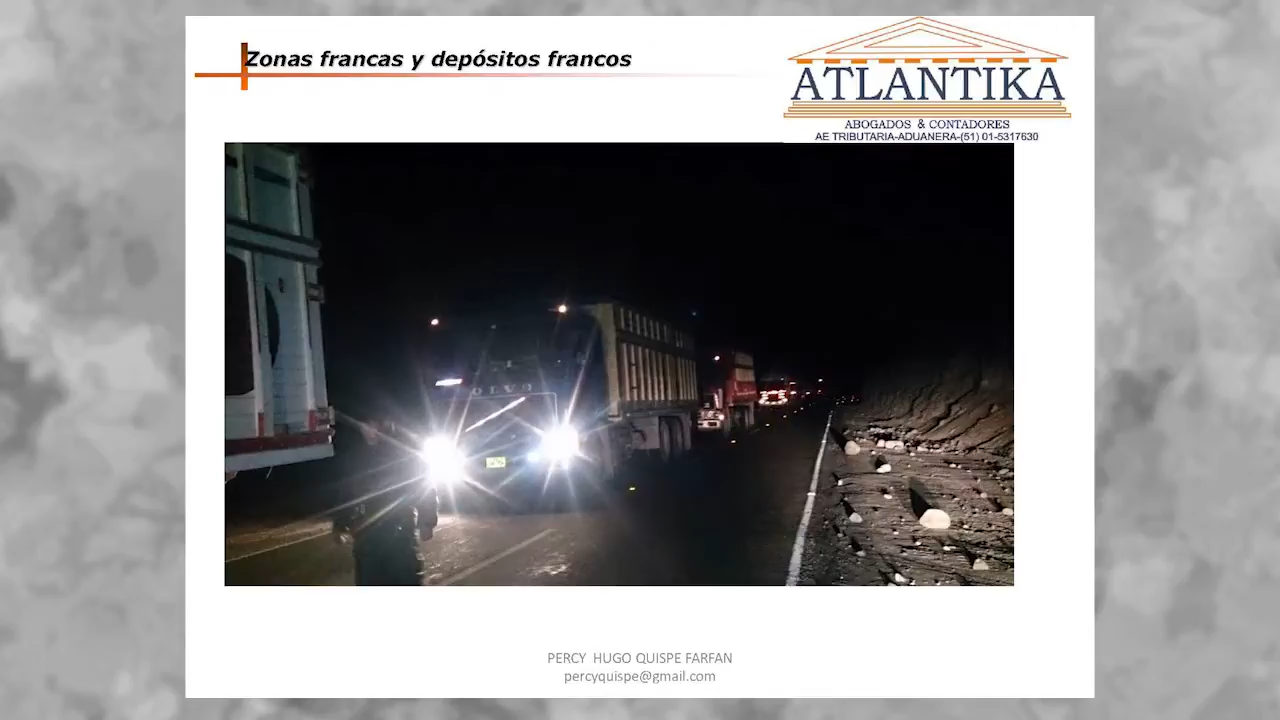 Zonas francas y depósitos francos
ATLANTIKA
ABOGADOS & CONTADORES
AE TRIBUTARIA-ADUANERA-(51) 01-5317630
VOLVO
PERCY HUGO QUISPE FARFAN
percyquispe@gmail.com